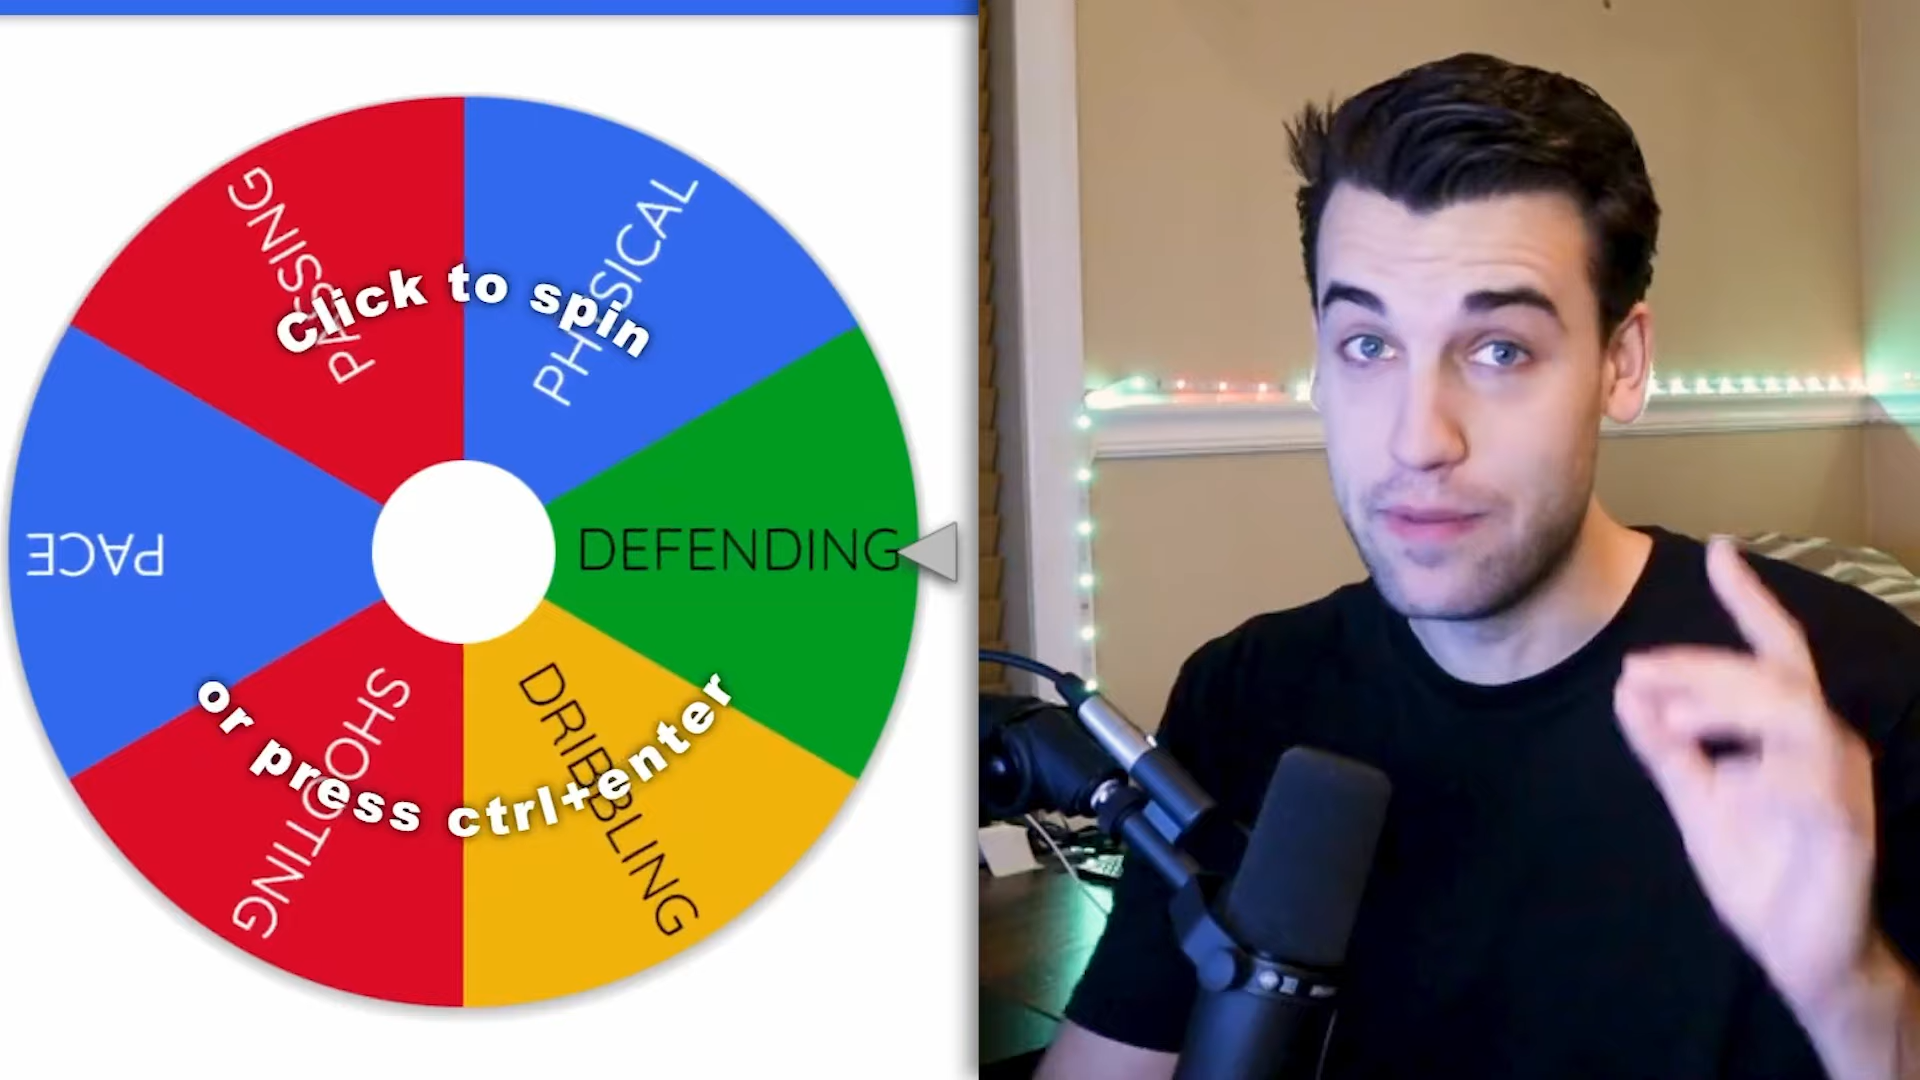 PASSING
PHYSICAL
Click to spin
PACE
DEFENDING
SHOOTING
DRIBBLING
or press ctrl+enter